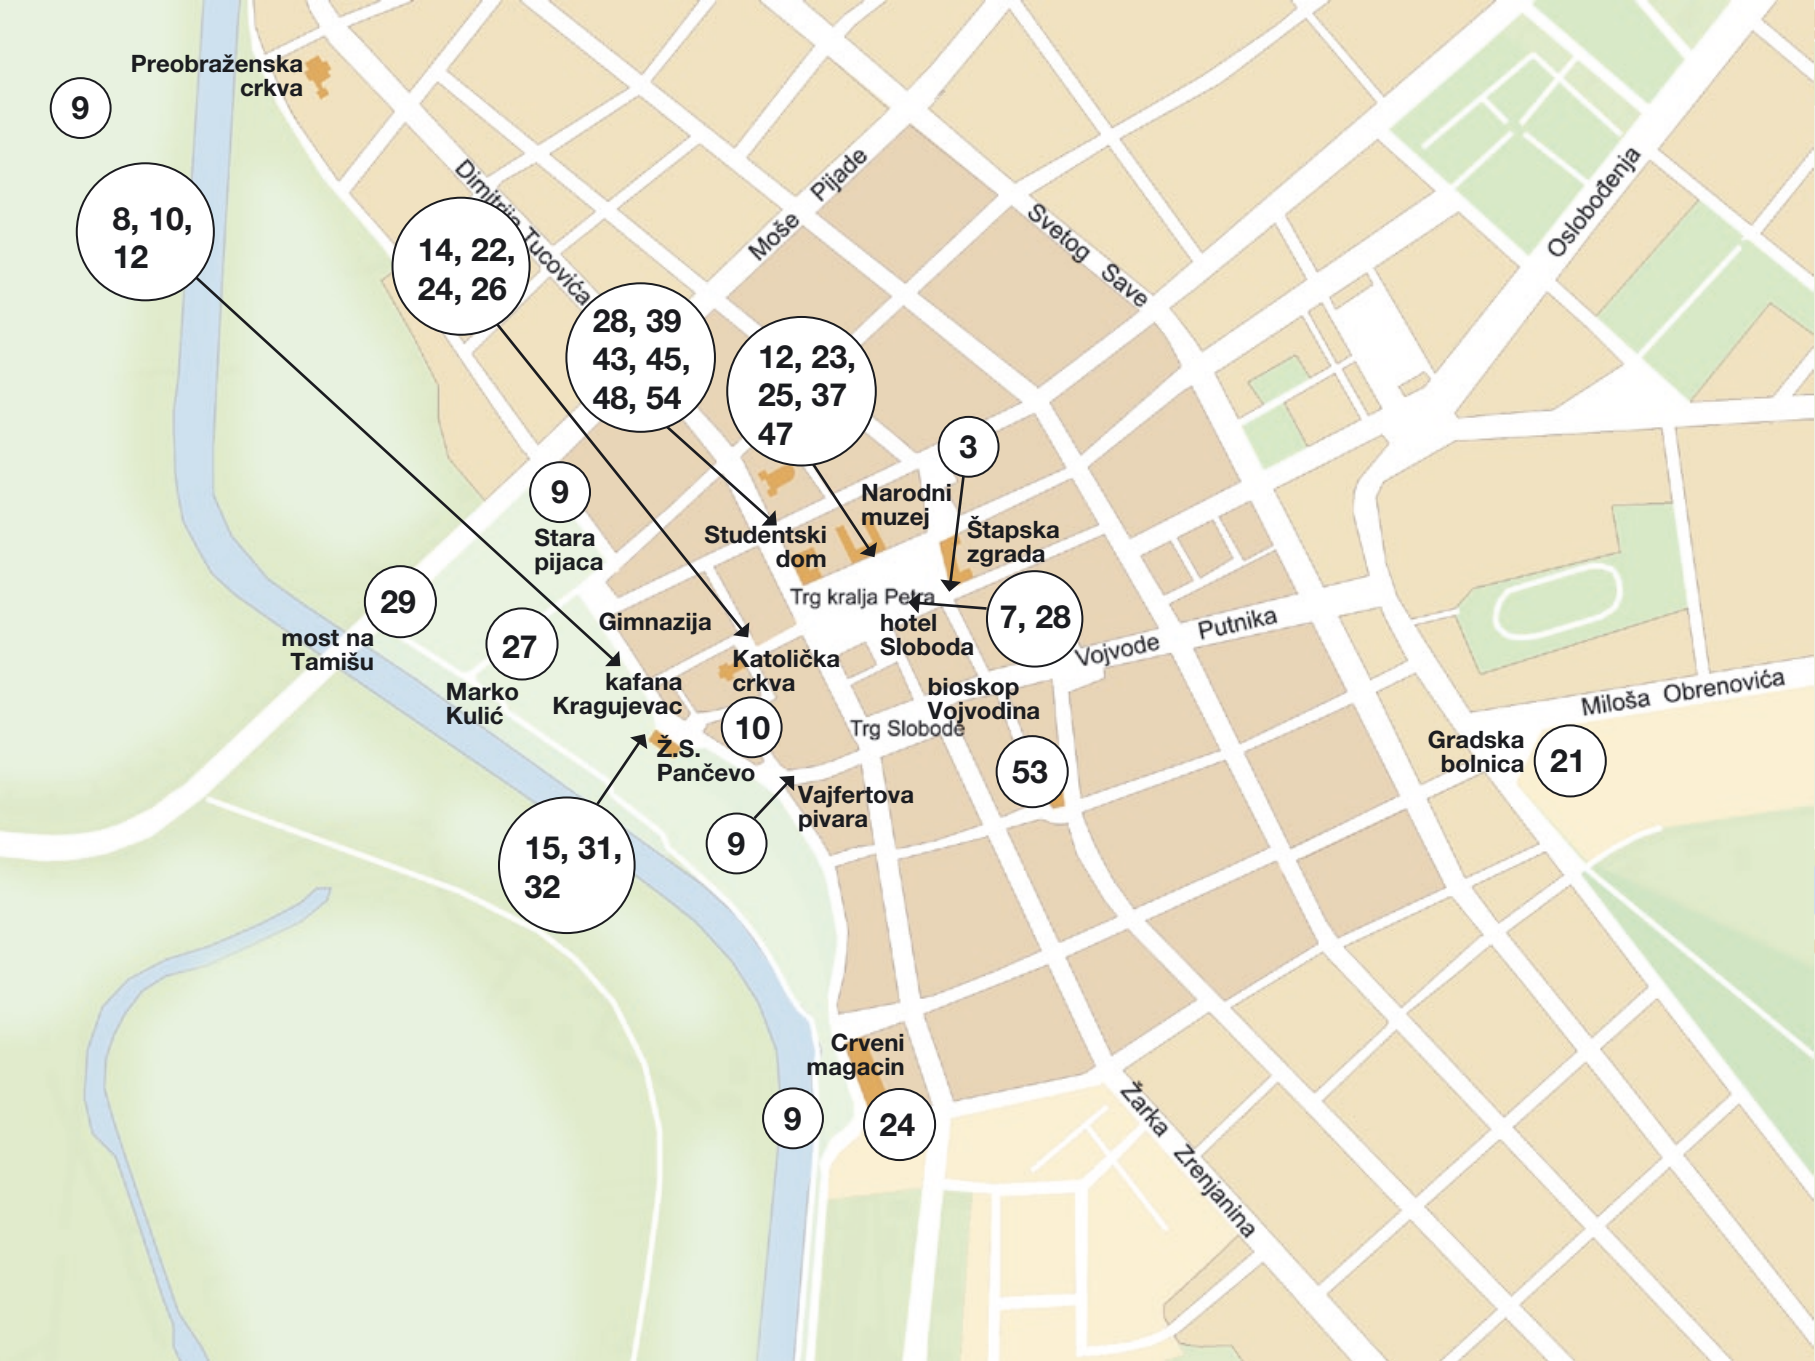 Preobraženska
crkva
9
8, 10,
12
Dimitrija Tucovića
14, 22,
24, 26
Moše Pijade
Svetog Save
Oslobođenja
28, 39
43, 45,
48, 54
12, 23,
25, 37
47
3
9
Stara
pijaca
Narodni
muzej
Studentski
dom
Štapska
zgrada
Trg kralja Petra
7, 28
hotel
Sloboda
29
most na
Tamišu
27
Marko
Kulić
Gimnazija
kafana
Kragujevac
Katolička
crkva
10
Vojvode Putnika
bioskop
Vojvodina
Trg Slobode
53
Miloša Obrenovića
Gradska
bolnica
21
Ž.S.
Pančevo
15, 31,
32
9
Vajfertova
pivara
Crveni
magacin
9
24
Žarka Zrenjanina